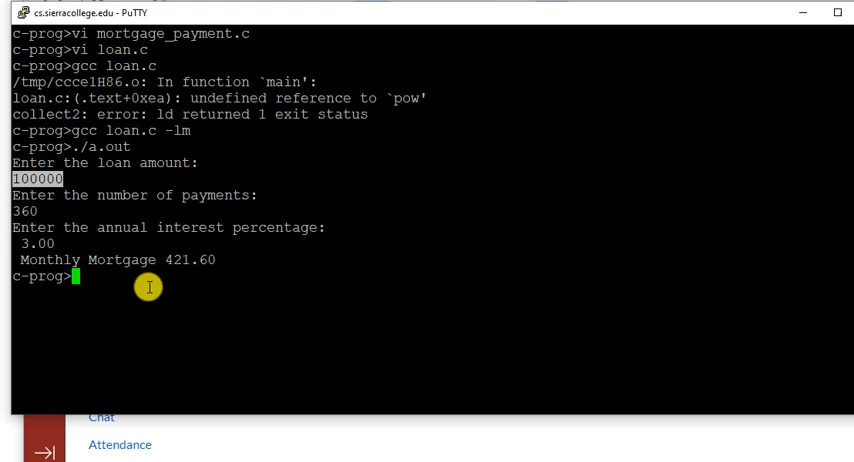 cs.sierracollege.edu - PuTTY
c-prog>vi mortgage_payment.c
c-prog>vi loan.c
c-prog>gcc loan.c
/tmp/ccce1H86.o: In function `main':
loan.c:(.text+0xea): undefined reference to `pow'
collect2: error: ld returned 1 exit status
c-prog>gcc loan.c -lm
c-prog>./a.out
Enter the loan amount:
100000
Enter the number of payments:
360
Enter the annual interest percentage:
3.00
Monthly Mortgage 421.60
c-prog>
Chat
Attendance